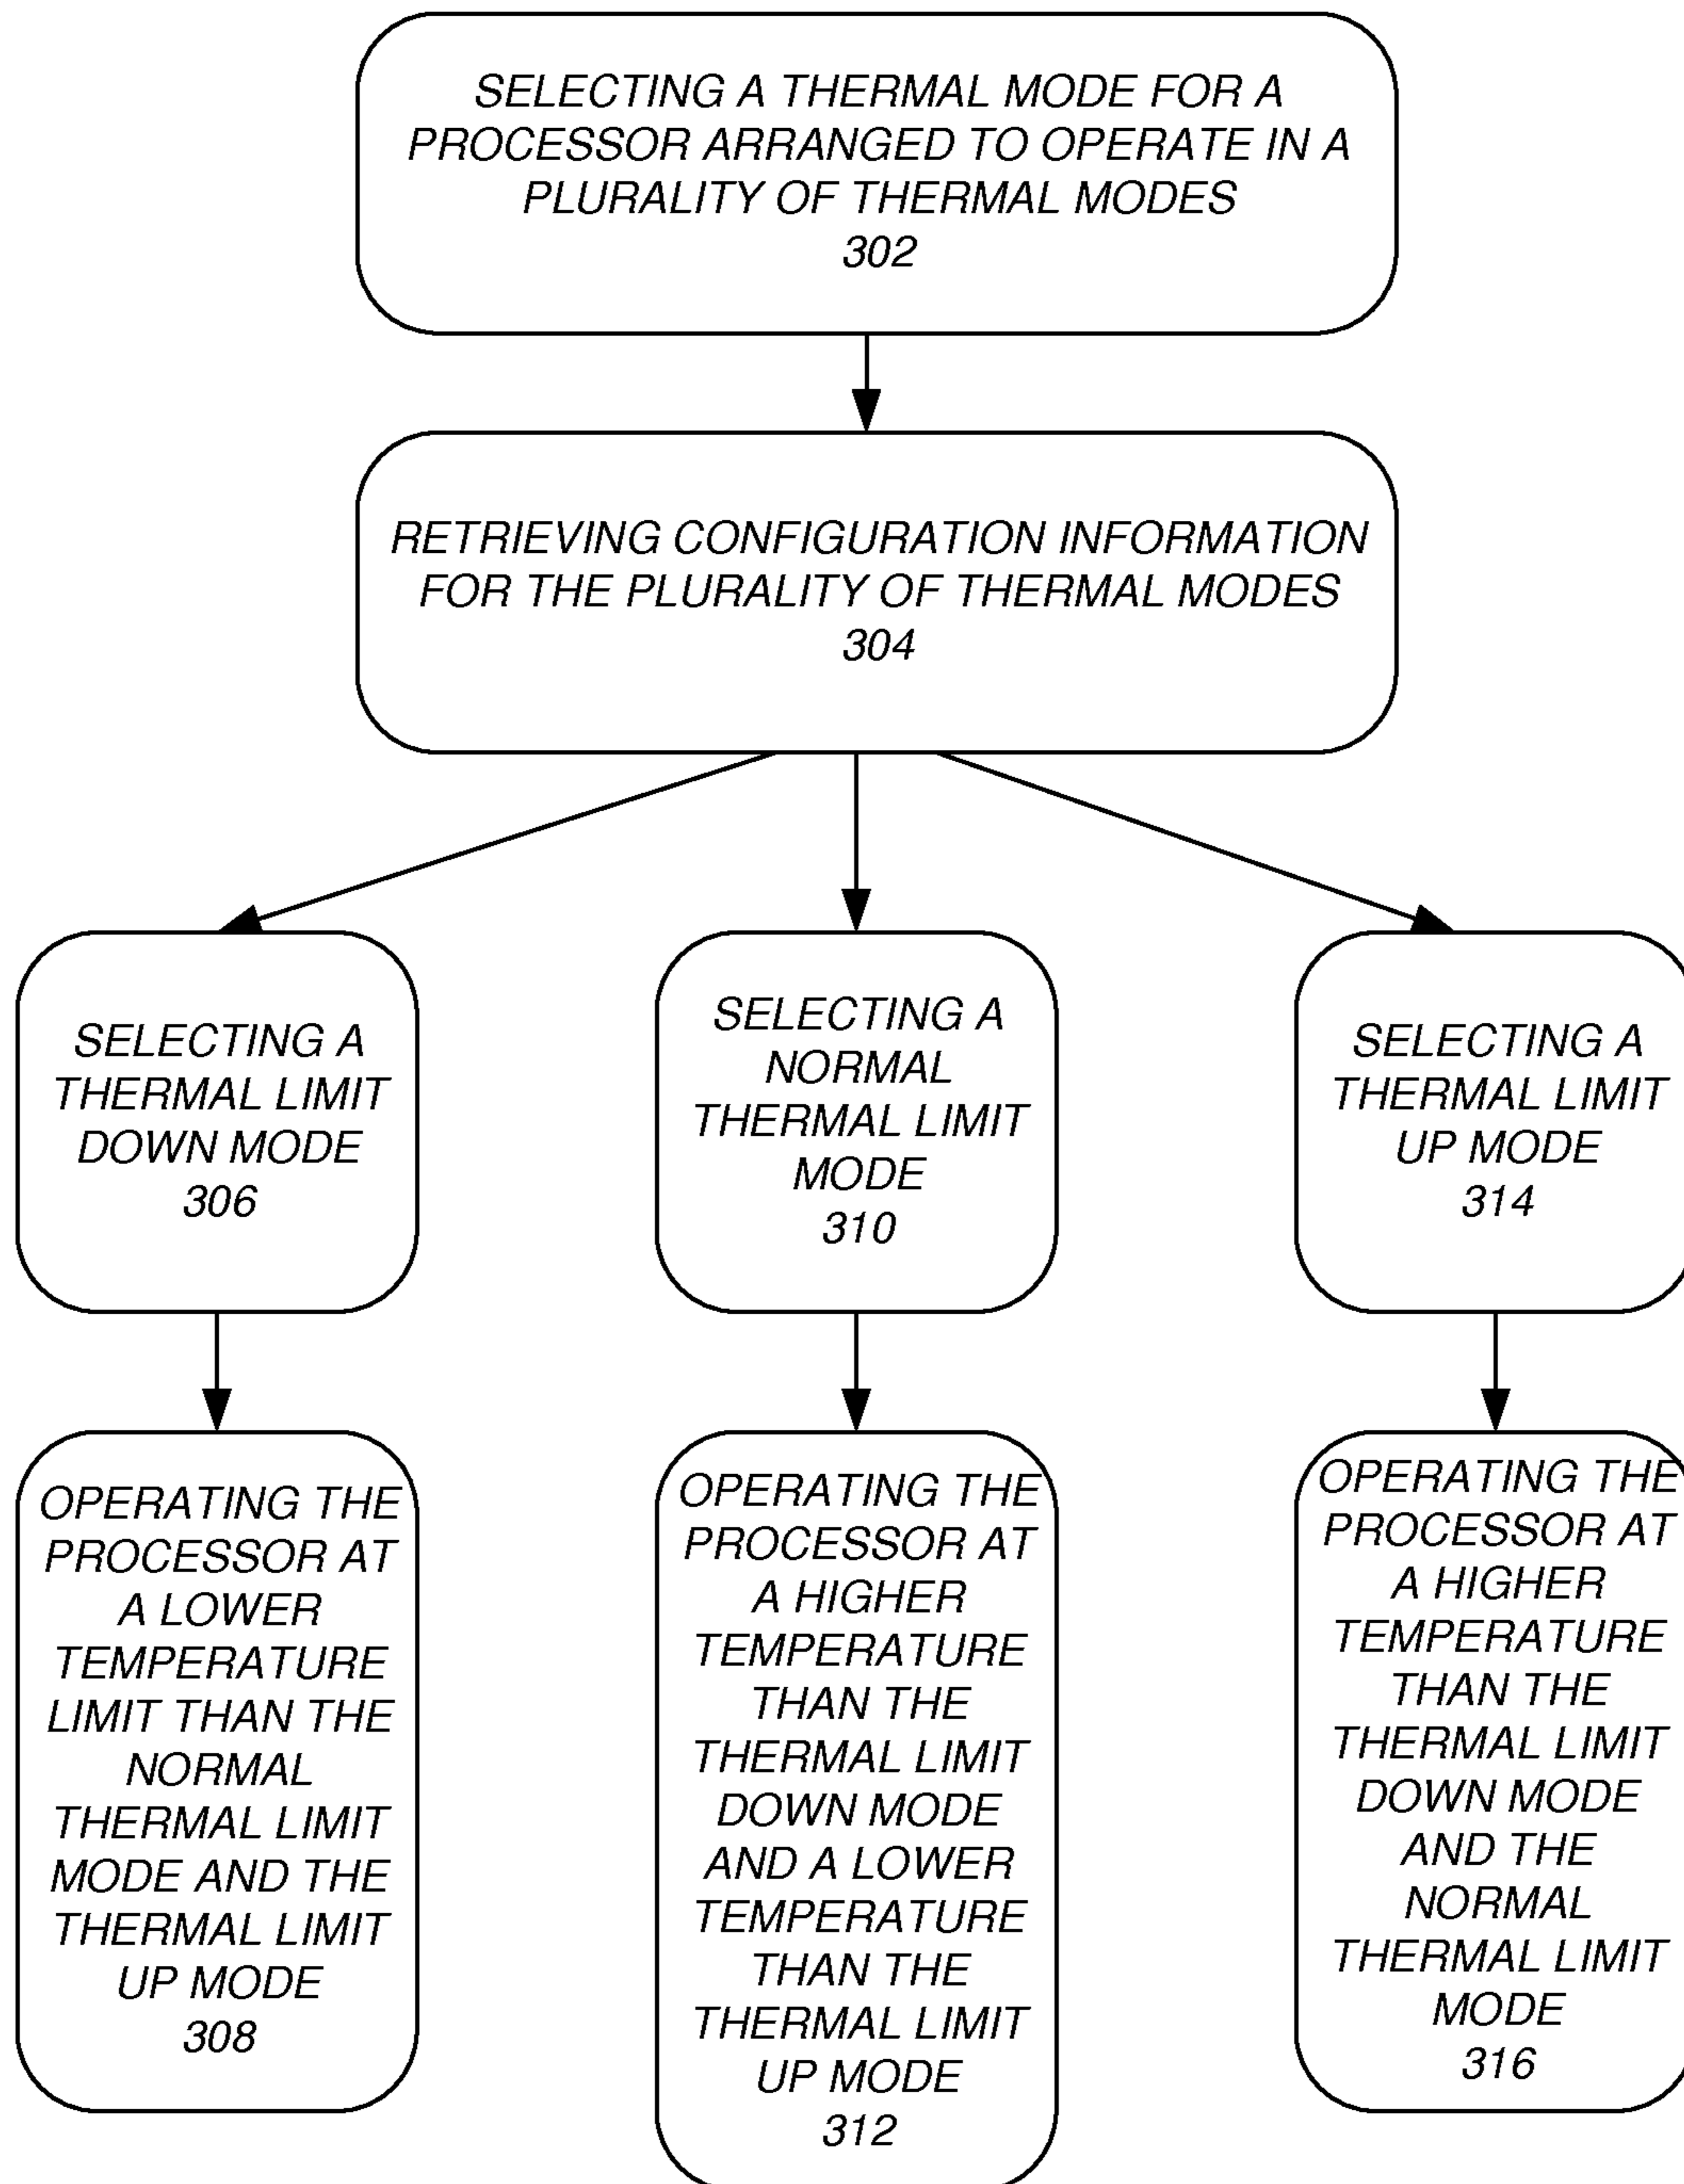 SELECTING A THERMAL MODE FOR A
PROCESSOR ARRANGED TO OPERATE IN A
PLURALITY OF THERMAL MODES
302
RETRIEVING CONFIGURATION INFORMATION
FOR THE PLURALITY OF THERMAL MODES
304
SELECTING A
THERMAL LIMIT
DOWN MODE
306
SELECTING A
NORMAL
THERMAL LIMIT
MODE
310
SELECTING A
THERMAL LIMIT
UP MODE
314
OPERATING THE
PROCESSOR AT
A LOWER
TEMPERATURE
LIMIT THAN THE
NORMAL
THERMAL LIMIT
MODE AND THE
THERMAL LIMIT
UP MODE
308
OPERATING THE
PROCESSOR AT
A HIGHER
TEMPERATURE
THAN THE
THERMAL LIMIT
DOWN MODE
AND A LOWER
TEMPERATURE
THAN THE
THERMAL LIMIT
UP MODE
312
OPERATING THE
PROCESSOR AT
A HIGHER
TEMPERATURE
THAN THE
THERMAL LIMIT
DOWN MODE
AND THE
NORMAL
THERMAL LIMIT
MODE
316